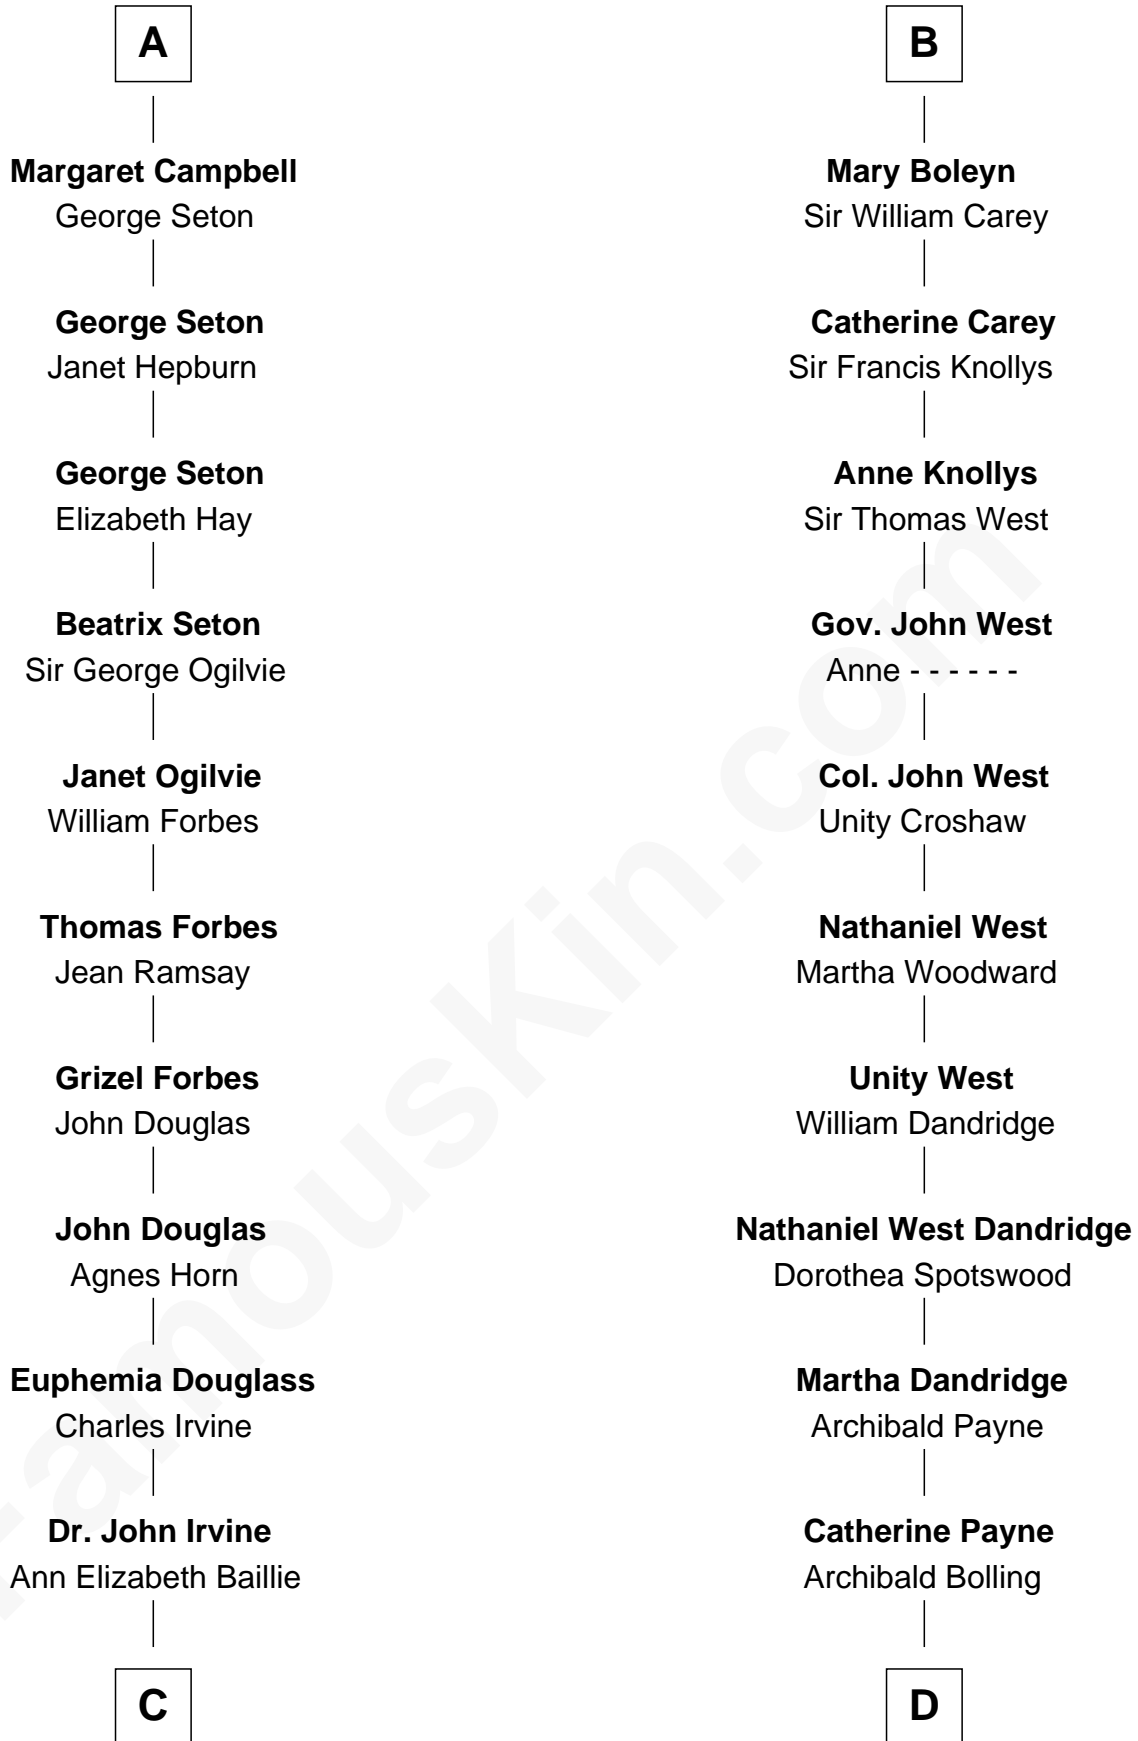 A
Margaret Campbell
George Seton
George Seton
Janet Hepburn
George Seton
Elizabeth Hay
Beatrix Seton
Sir George Ogilvie
Janet Ogilvie
William Forbes
Thomas Forbes
Jean Ramsay
Grizel Forbes
John Douglas
John Douglas
Agnes Horn
Euphemia Douglass
Charles Irvine
Dr. John Irvine
Ann Elizabeth Baillie
C
B
Mary Boleyn
Sir William Carey
Catherine Carey
Sir Francis Knollys
Anne Knollys
Sir Thomas West
Gov. John West
Anne - - - - - -
Col. John West
Unity Croshaw
Nathaniel West
Martha Woodward
Unity West
William Dandridge
Nathaniel West Dandridge
Dorothea Spotswood
Martha Dandridge
Archibald Payne
Catherine Payne
Archibald Bolling
D
FamousKin.com